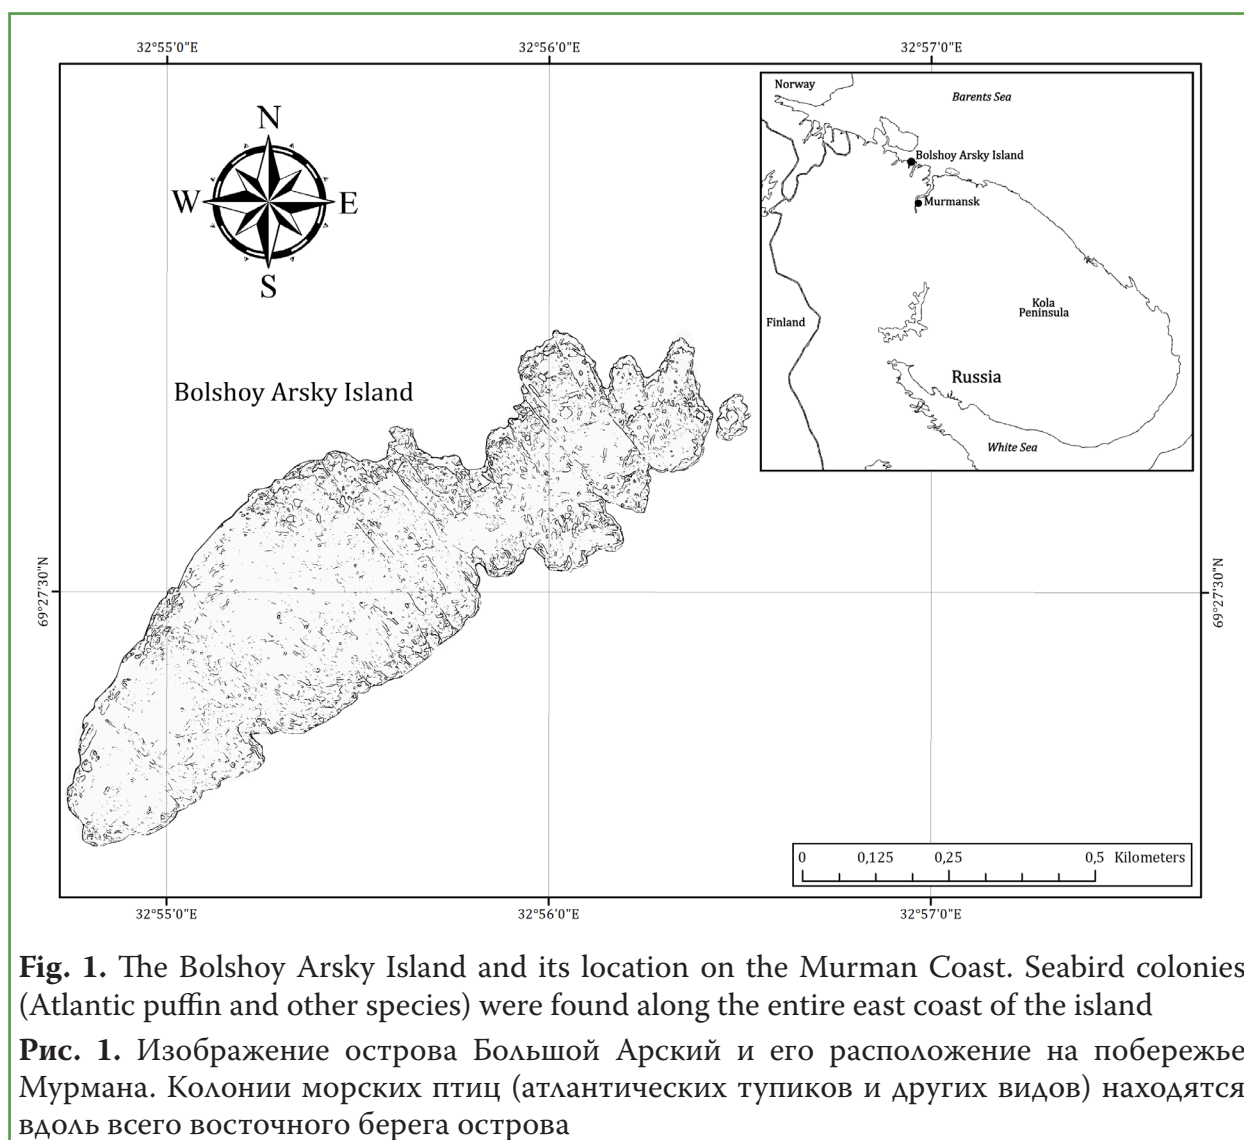 32°55'0"E 32°56'0"E 32°57'0"E
Norway
Barents Sea
N
Bolshoy Arsky Island
W E
Murmansk
S
Kola
Peninsula
Finland
Russia
Bolshoy Arsky Island
White Sea
69°27'30"N 69°27'30"N
0 0,125 0,25 0,5 Kilometers
32°55'0"E 32°56'0"E 32°57'0"E
Fig. 1. The Bolshoy Arsky Island and its location on the Murman Coast. Seabird colonies
(Atlantic puffin and other species) were found along the entire east coast of the island
Рис. 1. Изображение острова Большой Арский и его расположение на побережье
Мурмана. Колонии морских птиц (атлантических тупиков и других видов) находятся
вдоль всего восточного берега острова